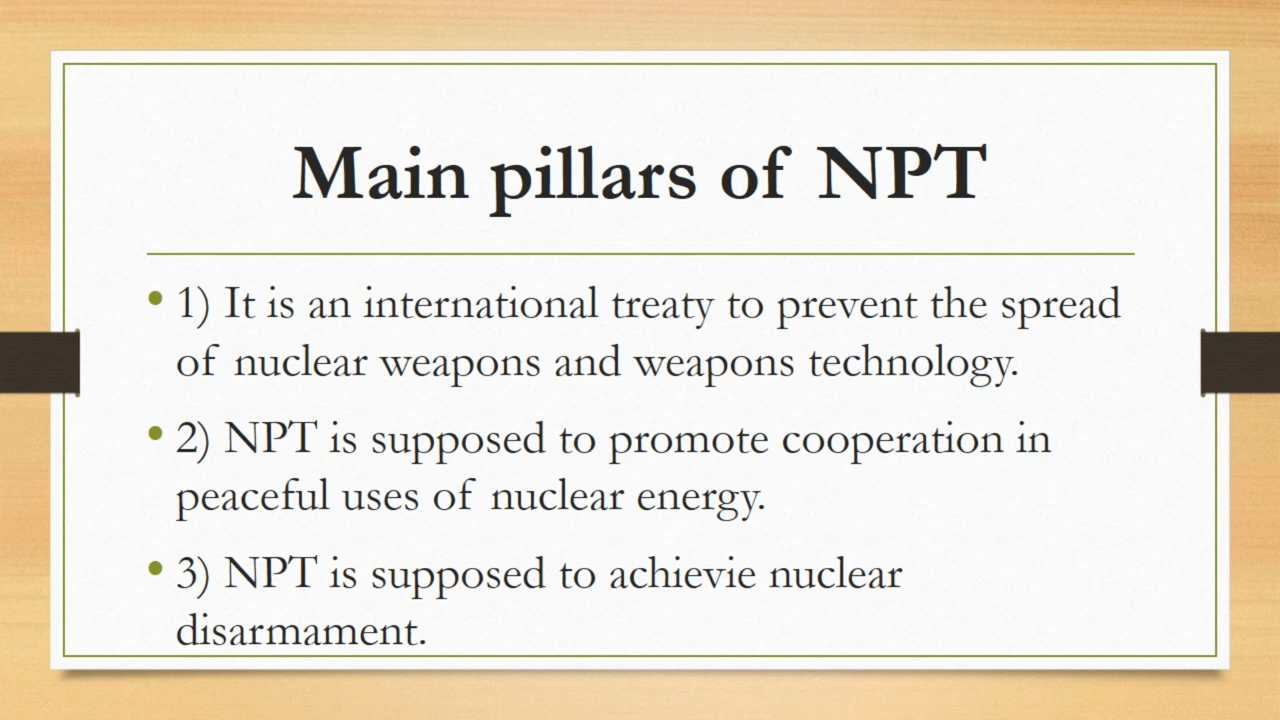 Main pillars of NPT
• 1) It is an international treaty to prevent the spread
of nuclear weapons and weapons technology.
• 2) NPT is supposed to promote cooperation in
peaceful uses of nuclear energy.
• 3) NPT is supposed to achievie nuclear
disarmament.